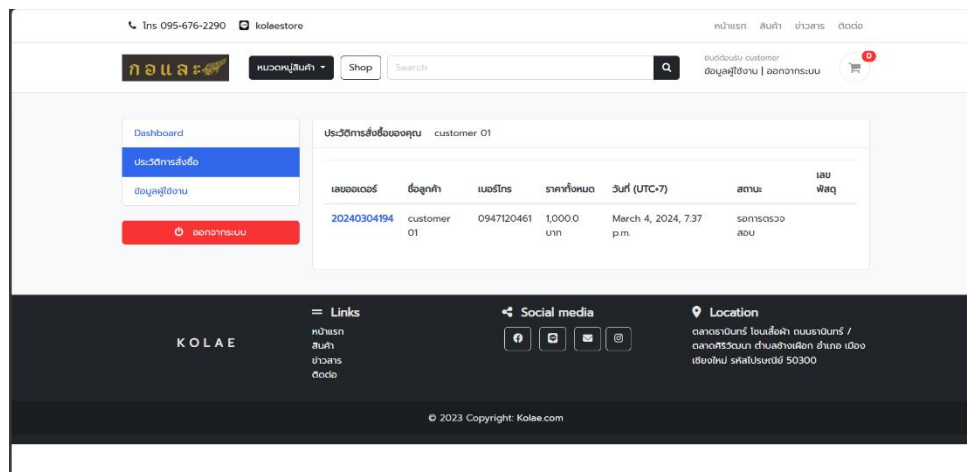 โทร 095-676-2290 kolaestore
หน้าแรก สินค้า ข่าวสาร ติดต่อ
กอและ
หมวดหมู่สินค้า Shop Search
ยินดีต้อนรับ customer
ข้อมูลผู้ใช้งาน | ออกจากระบบ
0
Dashboard
ประวัติการสั่งซื้อ
ข้อมูลผู้ใช้งาน
ออกจากระบบ
ประวัติการสั่งซื้อของคุณ customer 01
เลขออเดอร์ ชื่อลูกค้า เบอร์โทร ราคาทั้งหมด วันที่ (UTC+7) สถานะ เลข
พัสดุ
20240304194 customer 0947120461 1,000.0 March 4, 2024, 7:37 รอการตรวจ
01 บาท p.m. สอบ
KOLAE
Links
หน้าแรก
สินค้า
ข่าวสาร
ติดต่อ
Social media
Location
ตลาดธานินทร์ โซนเสื้อผ้า ถนนธานินทร์ /
ตลาดศิริวัฒนา ตำบลช้างเผือก อำเภอ เมือง
เชียงใหม่ รหัสไปรษณีย์ 50300
© 2023 Copyright: Kolae.com